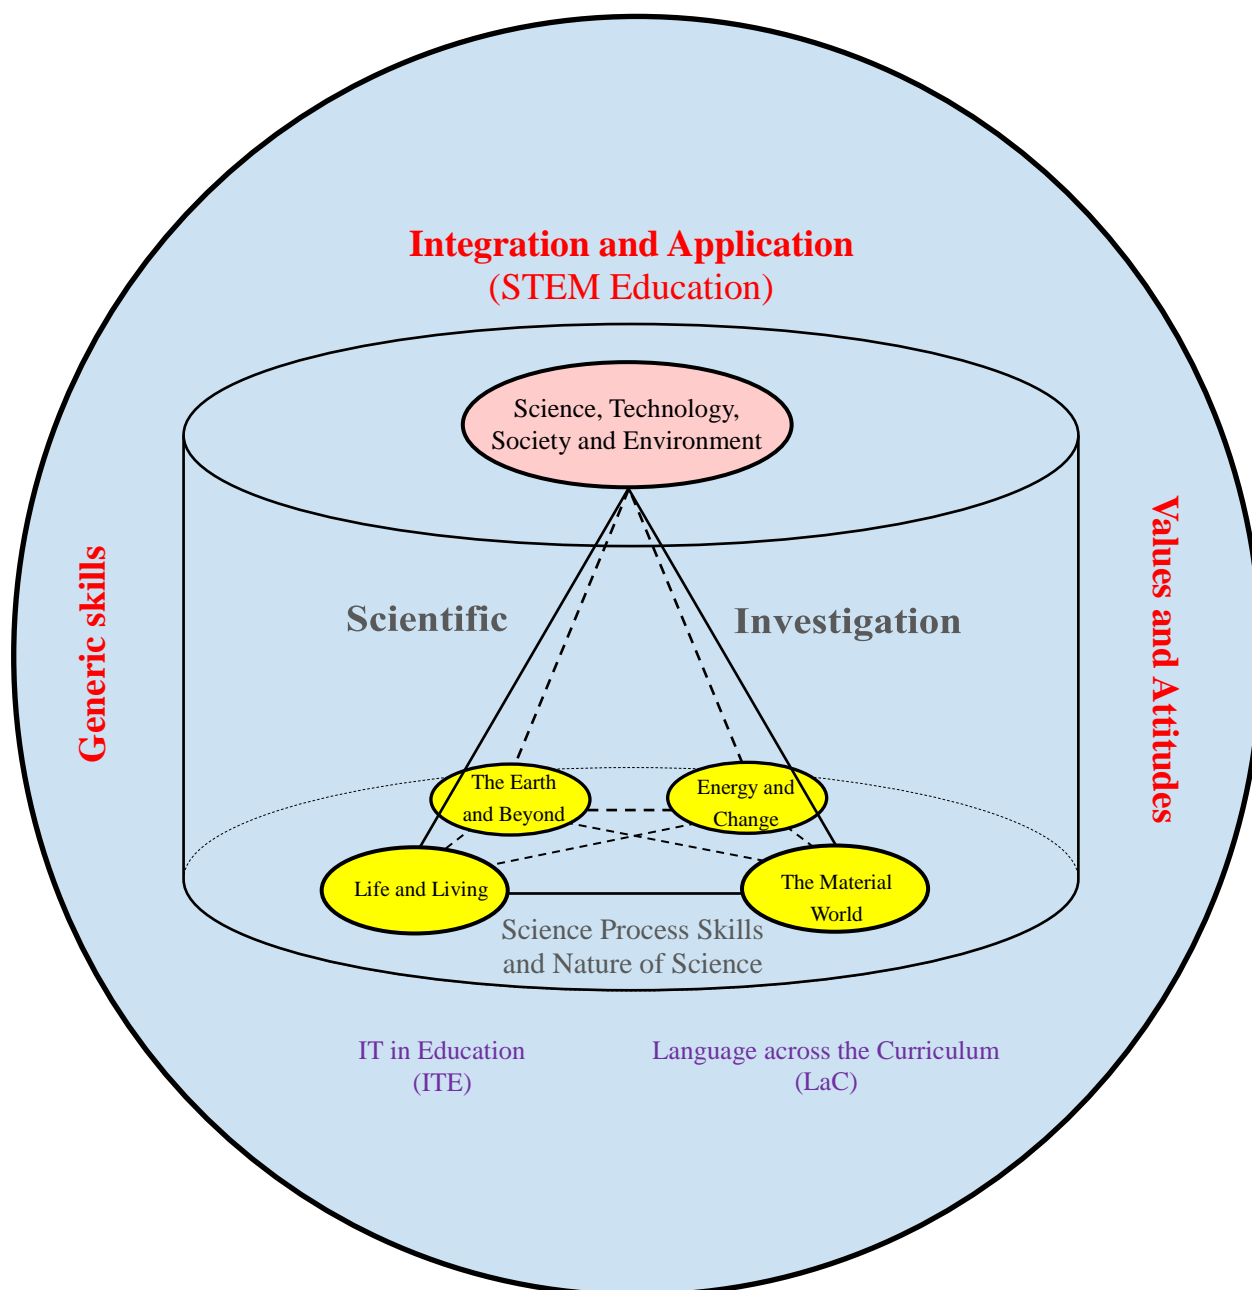 Integration and Application
(STEM Education)
Science, Technology,
Society and Environment
Generic skills
Scientific
Investigation
Values and Attitudes
The Earth
and Beyond
Energy and
Change
Life and Living
The Material
World
Science Process Skills
and Nature of Science
IT in Education
(ITE)
Language across the Curriculum
(LaC)